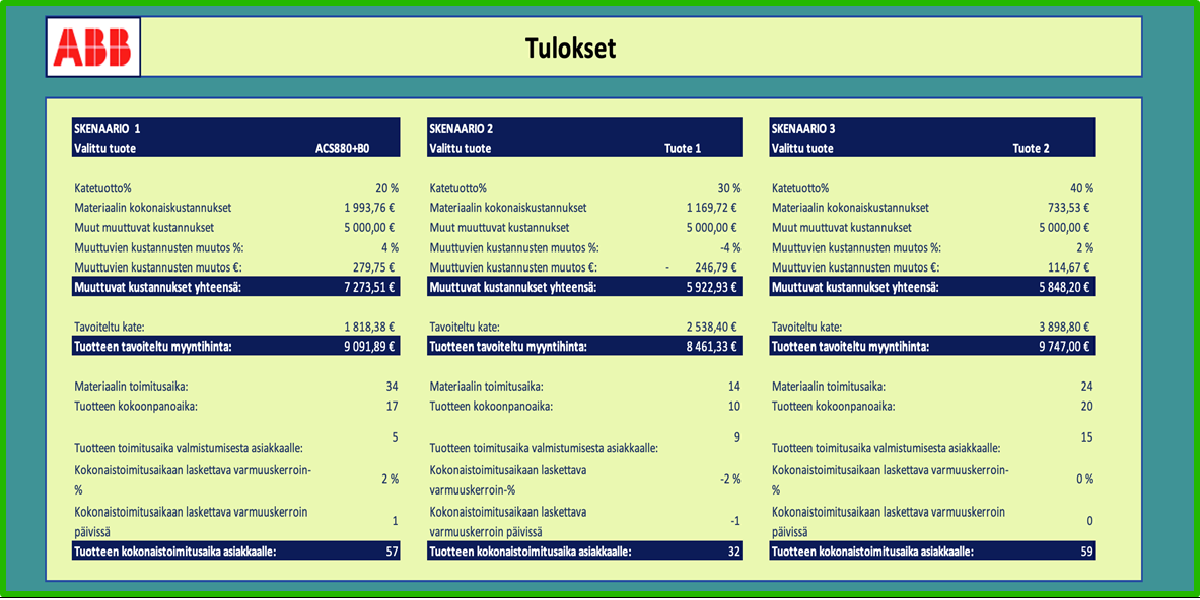 ABB
Tulokset
SKENAARIO 1
Valittu tuote ACS880+B0
Katetuotto% 20 %
Materiaalin kokonaiskustannukset 1 993,76 €
Muut muuttuvat kustannukset 5 000,00 €
Muuttuvien kustannusten muutos %: 4 %
Muuttuvien kustannusten muutos €: 279,75 €
Muuttuvat kustannukset yhteensä: 7 273,51 €
Tavoiteltu kate: 1 818,38 €
Tuotteen tavoiteltu myyntihinta: 9 091,89 €
Materiaalin toimitusaika: 34
Tuotteen kokoonpanoaika: 17
Tuotteen toimitusaika valmistumisesta asiakkaalle: 5
Kokonaistoimitusaikaan laskettava varmuuskerroin-
% 2 %
Kokonaistoimitusaikaan laskettava varmuuskerroin
päivissä 1
Tuotteen kokonaistoimitusaika asiakkaalle: 57
SKENAARIO 2
Valittu tuote Tuote 1
Katetuotto% 30 %
Materiaalin kokonaiskustannukset 1 169,72 €
Muut muuttuvat kustannukset 5 000,00 €
Muuttuvien kustannusten muutos %: -4 %
Muuttuvien kustannusten muutos €: - 246,79 €
Muuttuvat kustannukset yhteensä: 5 922,93 €
Tavoiteltu kate: 2 538,40 €
Tuotteen tavoiteltu myyntihinta: 8 461,33 €
Materiaalin toimitusaika: 14
Tuotteen kokoonpanoaika: 10
Tuotteen toimitusaika valmistumisesta asiakkaalle: 9
Kokonaistoimitusaikaan laskettava
varmuuskerroin-% -2 %
Kokonaistoimitusaikaan laskettava
varmuuskerroin päivissä -1
Tuotteen kokonaistoimitusaika asiakkaalle: 32
SKENAARIO 3
Valittu tuote Tuote 2
Katetuotto% 40 %
Materiaalin kokonaiskustannukset 733,53 €
Muut muuttuvat kustannukset 5 000,00 €
Muuttuvien kustannusten muutos %: 2 %
Muuttuvien kustannusten muutos €: 114,67 €
Muuttuvat kustannukset yhteensä: 5 848,20 €
Tavoiteltu kate: 3 898,80 €
Tuotteen tavoiteltu myyntihinta: 9 747,00 €
Materiaalin toimitusaika: 24
Tuotteen kokoonpanoaika: 20
Tuotteen toimitusaika valmistumisesta asiakkaalle: 15
Kokonaistoimitusaikaan laskettava varmuuskerroin-
% 0 %
Kokonaistoimitusaikaan laskettava varmuuskerroin
päivissä 0
Tuotteen kokonaistoimitusaika asiakkaalle: 59